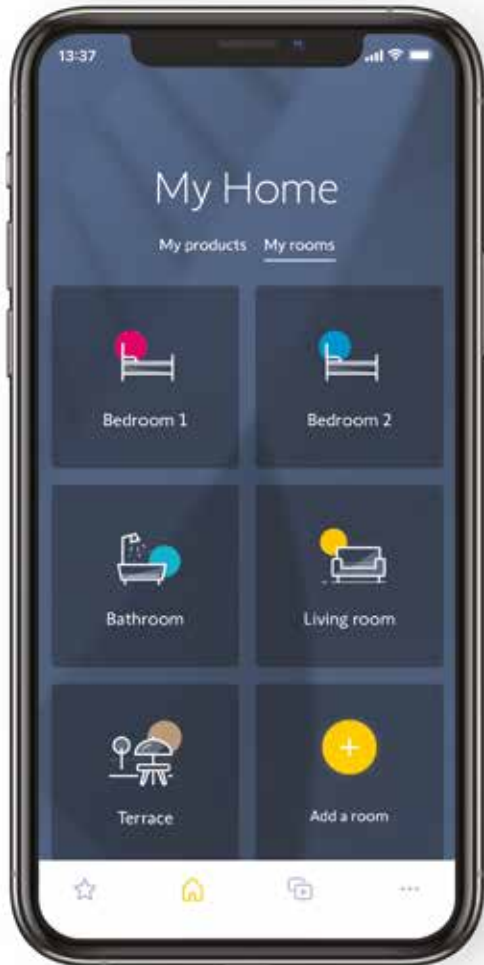 13:37
My Home
My products My rooms
Bedroom 1 Bedroom 2
Bathroom Living room
Terrace Add a room